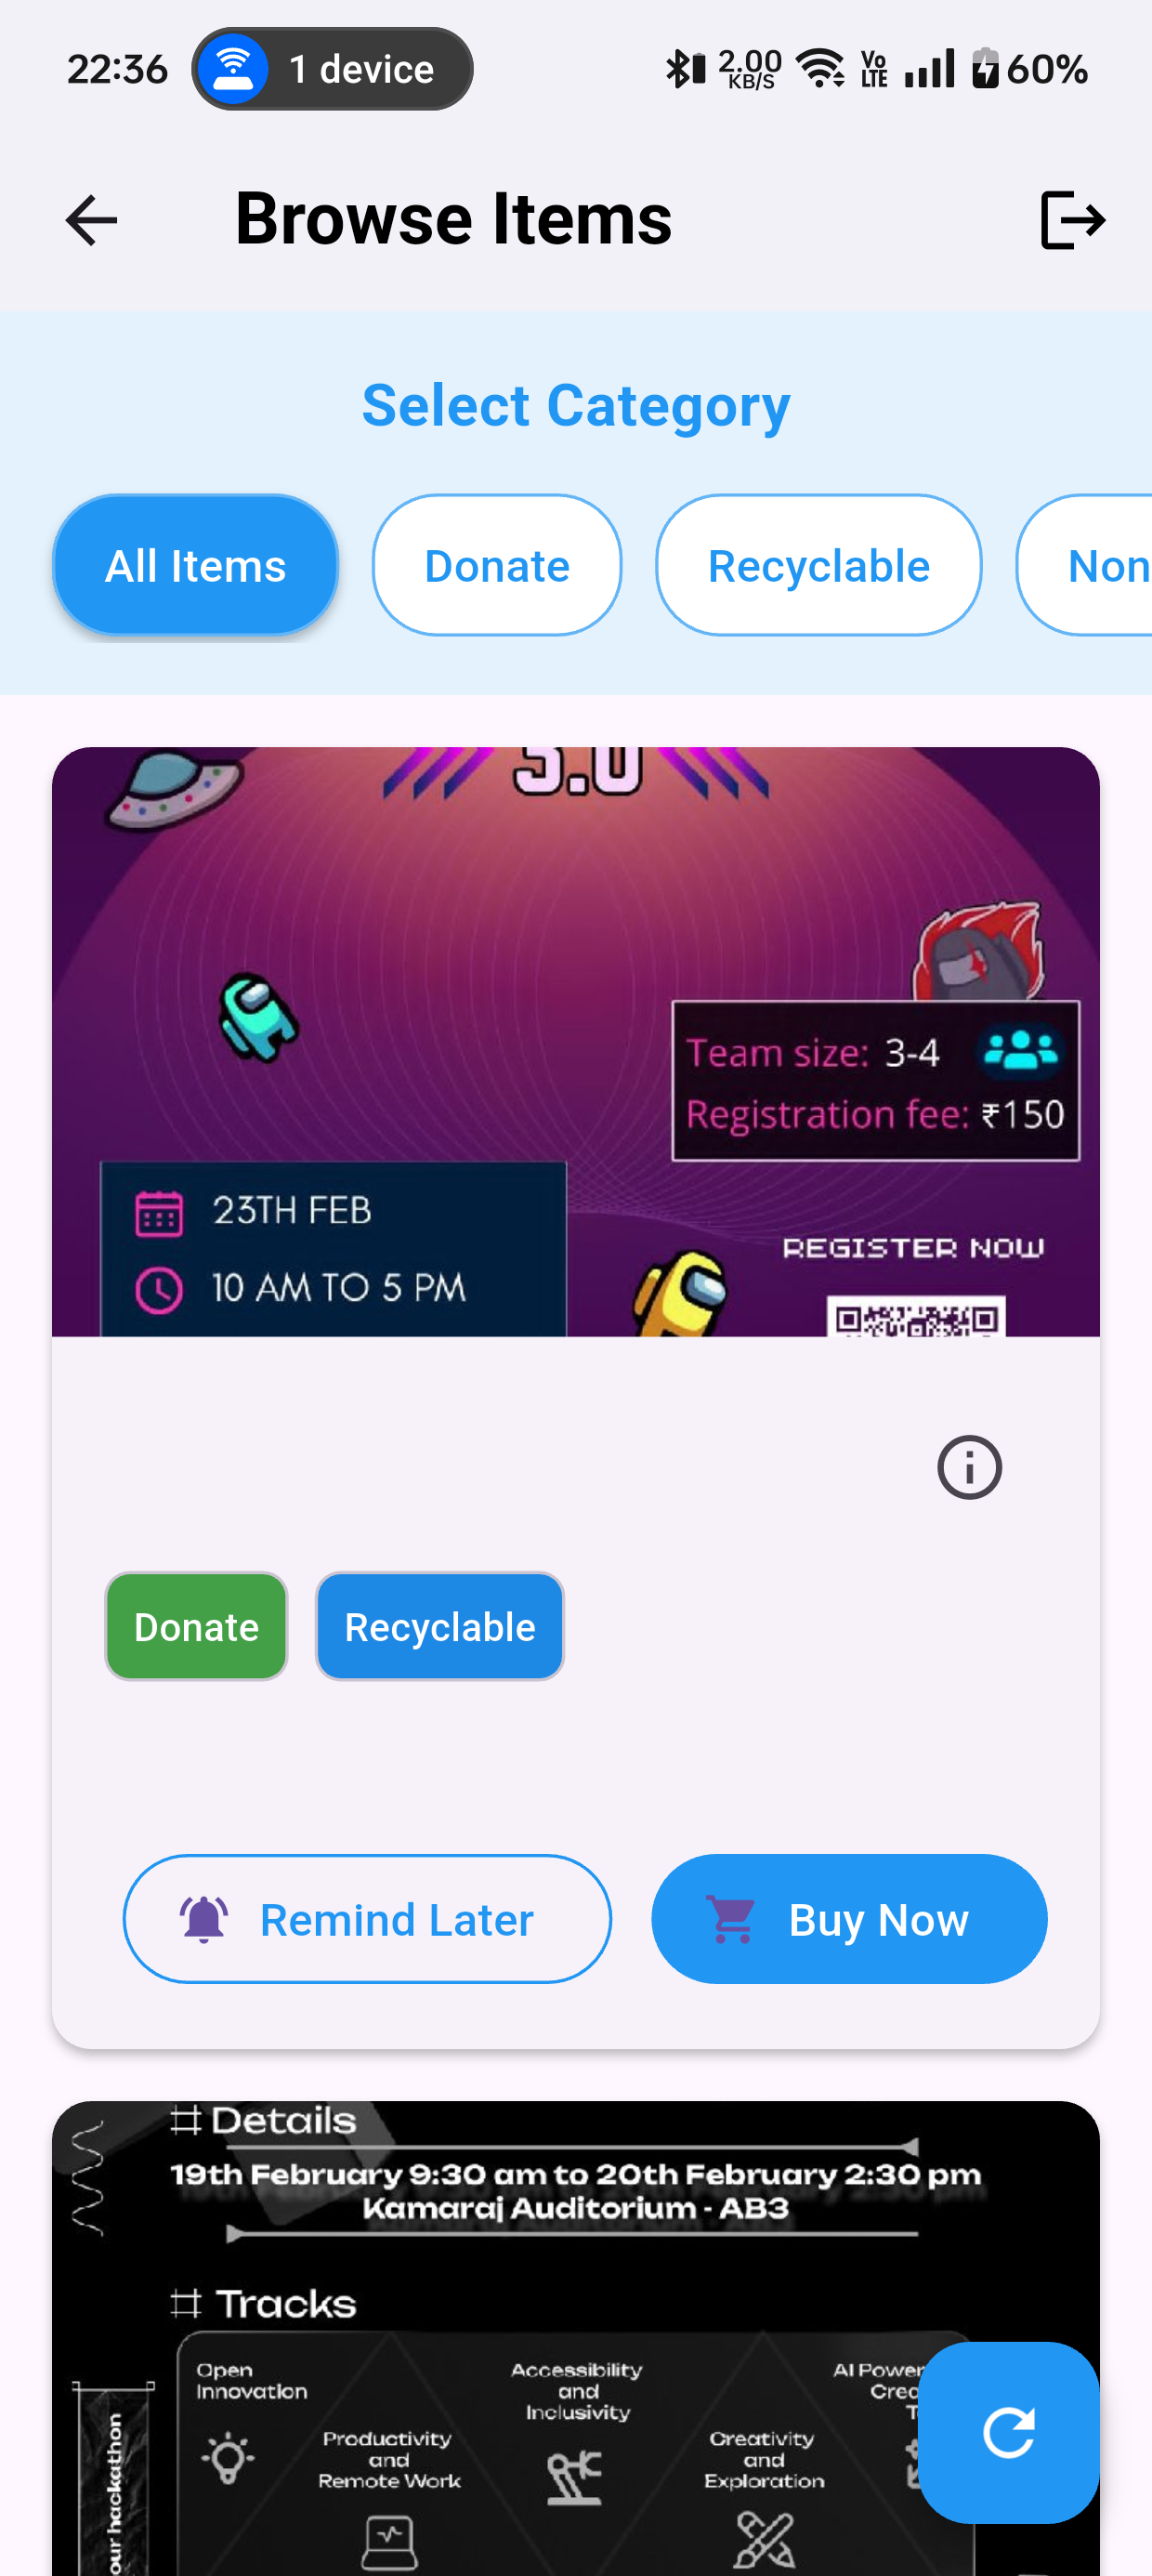 22:36
1 device
2.00
KB/S
Vo
LTE
60%
Browse Items
Select Category
All Items
Donate
Recyclable
Non
3.0
Team size: 3-4
Registration fee: ₹150
23TH FEB
10 AM TO 5 PM
REGISTER NOW
Donate
Recyclable
Remind Later
Buy Now
Details
19th February 9:30 am to 20th February 2:30 pm
Kamaraj Auditorium - AB3
Tracks
Open
Innovation
Accessibility
and
Inclusivity
AI Power
Crea
T
Productivity
and
Remote Work
Creativity
and
Exploration
our hackathon